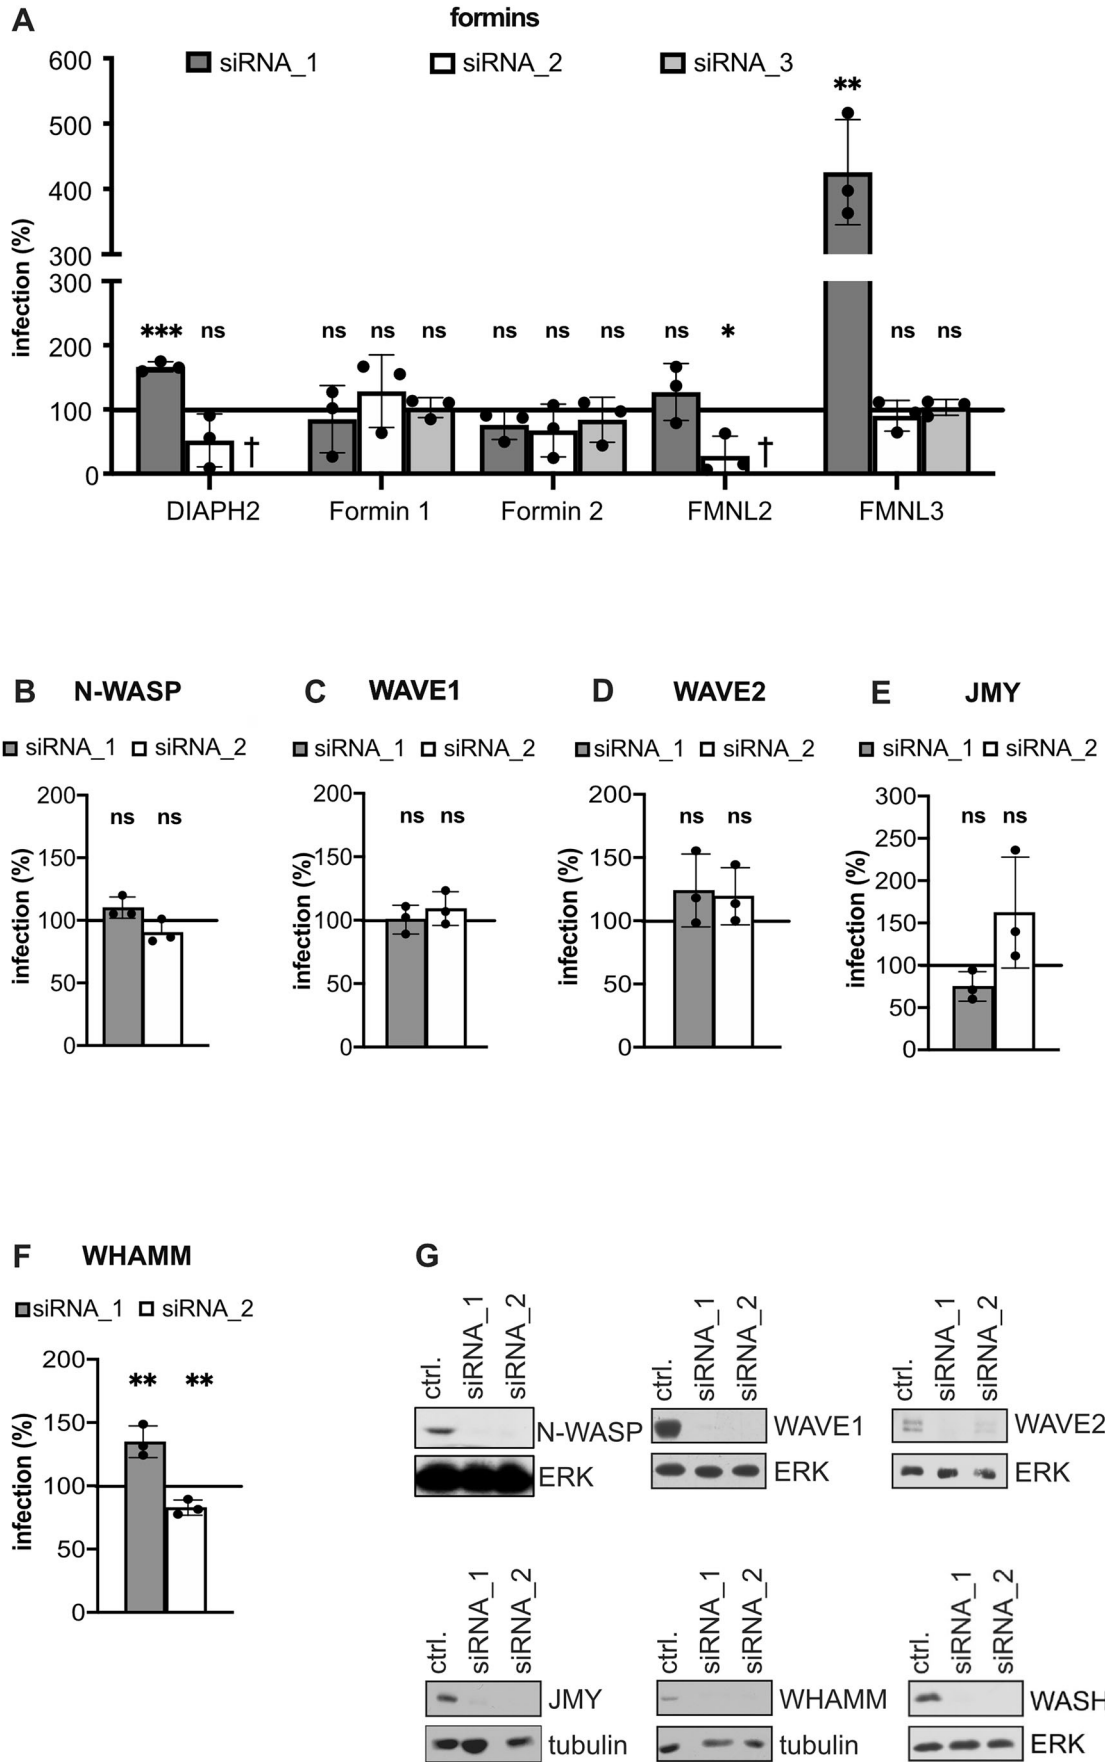 A
formins
siRNA_1 siRNA_2 siRNA_3
600
500
400
300
300
200
100
0
infection (%)
*** ns †
ns ns ns
ns ns ns
ns * †
** ns ns
DIAPH2 Formin 1 Formin 2 FMNL2 FMNL3
B N-WASP
siRNA_1 siRNA_2
200
150
100
50
0
infection (%)
ns ns
C WAVE1
siRNA_1 siRNA_2
200
150
100
50
0
infection (%)
ns ns
D WAVE2
siRNA_1 siRNA_2
200
150
100
50
0
infection (%)
ns ns
E JMY
siRNA_1 siRNA_2
300
250
200
150
100
50
0
infection (%)
ns ns
F WHAMM
siRNA_1 siRNA_2
200
150
100
50
0
infection (%)
** **
G
ctrl. siRNA_1 siRNA_2
N-WASP
ERK
ctrl. siRNA_1 siRNA_2
WAVE1
ERK
ctrl. siRNA_1 siRNA_2
WAVE2
ERK
ctrl. siRNA_1 siRNA_2
JMY
tubulin
ctrl. siRNA_1 siRNA_2
WHAMM
tubulin
ctrl. siRNA_1 siRNA_2
WASH
ERK